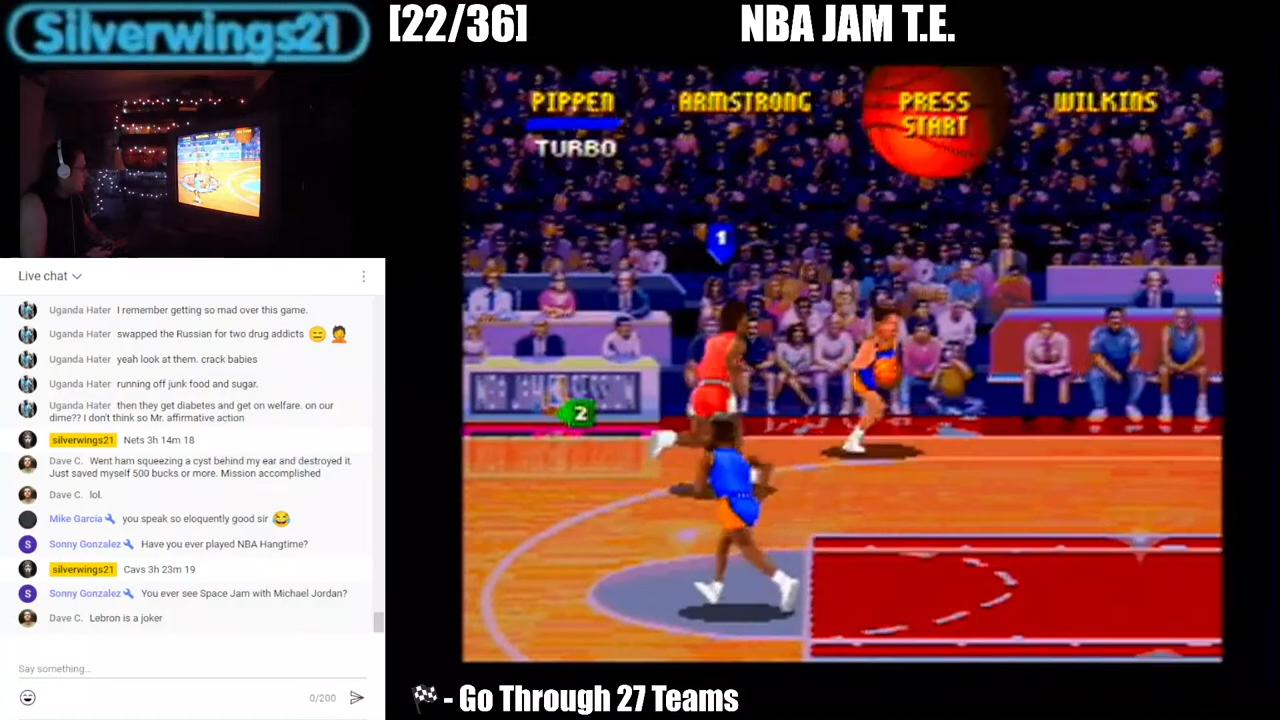 Silverwings21
[22/36]
NBA JAM T.E.
PIPPEN
ARMSTRONG
PRESS
START
WILKINS
TURBO
1
2
NBA JAM SESSION
Live chat
Uganda Hater I remember getting so mad over this game.
Uganda Hater swapped the Russian for two drug addicts 😑 🤦
Uganda Hater yeah look at them. crack babies
Uganda Hater running off junk food and sugar.
Uganda Hater then they get diabetes and get on welfare. on our
dime?? I don't think so Mr. affirmative action
silverwings21 Nets 3h 14m 18
Dave C. Went ham squeezing a cyst behind my ear and destroyed it.
Just saved myself 500 bucks or more. Mission accomplished
Dave C. lol.
Mike Garcia you speak so eloquently good sir 😂
S Sonny Gonzalez Have you ever played NBA Hangtime?
silverwings21 Cavs 3h 23m 19
S Sonny Gonzalez You ever see Space Jam with Michael Jordan?
Dave C. Lebron is a joker
Say something...
0/200
🏁 - Go Through 27 Teams